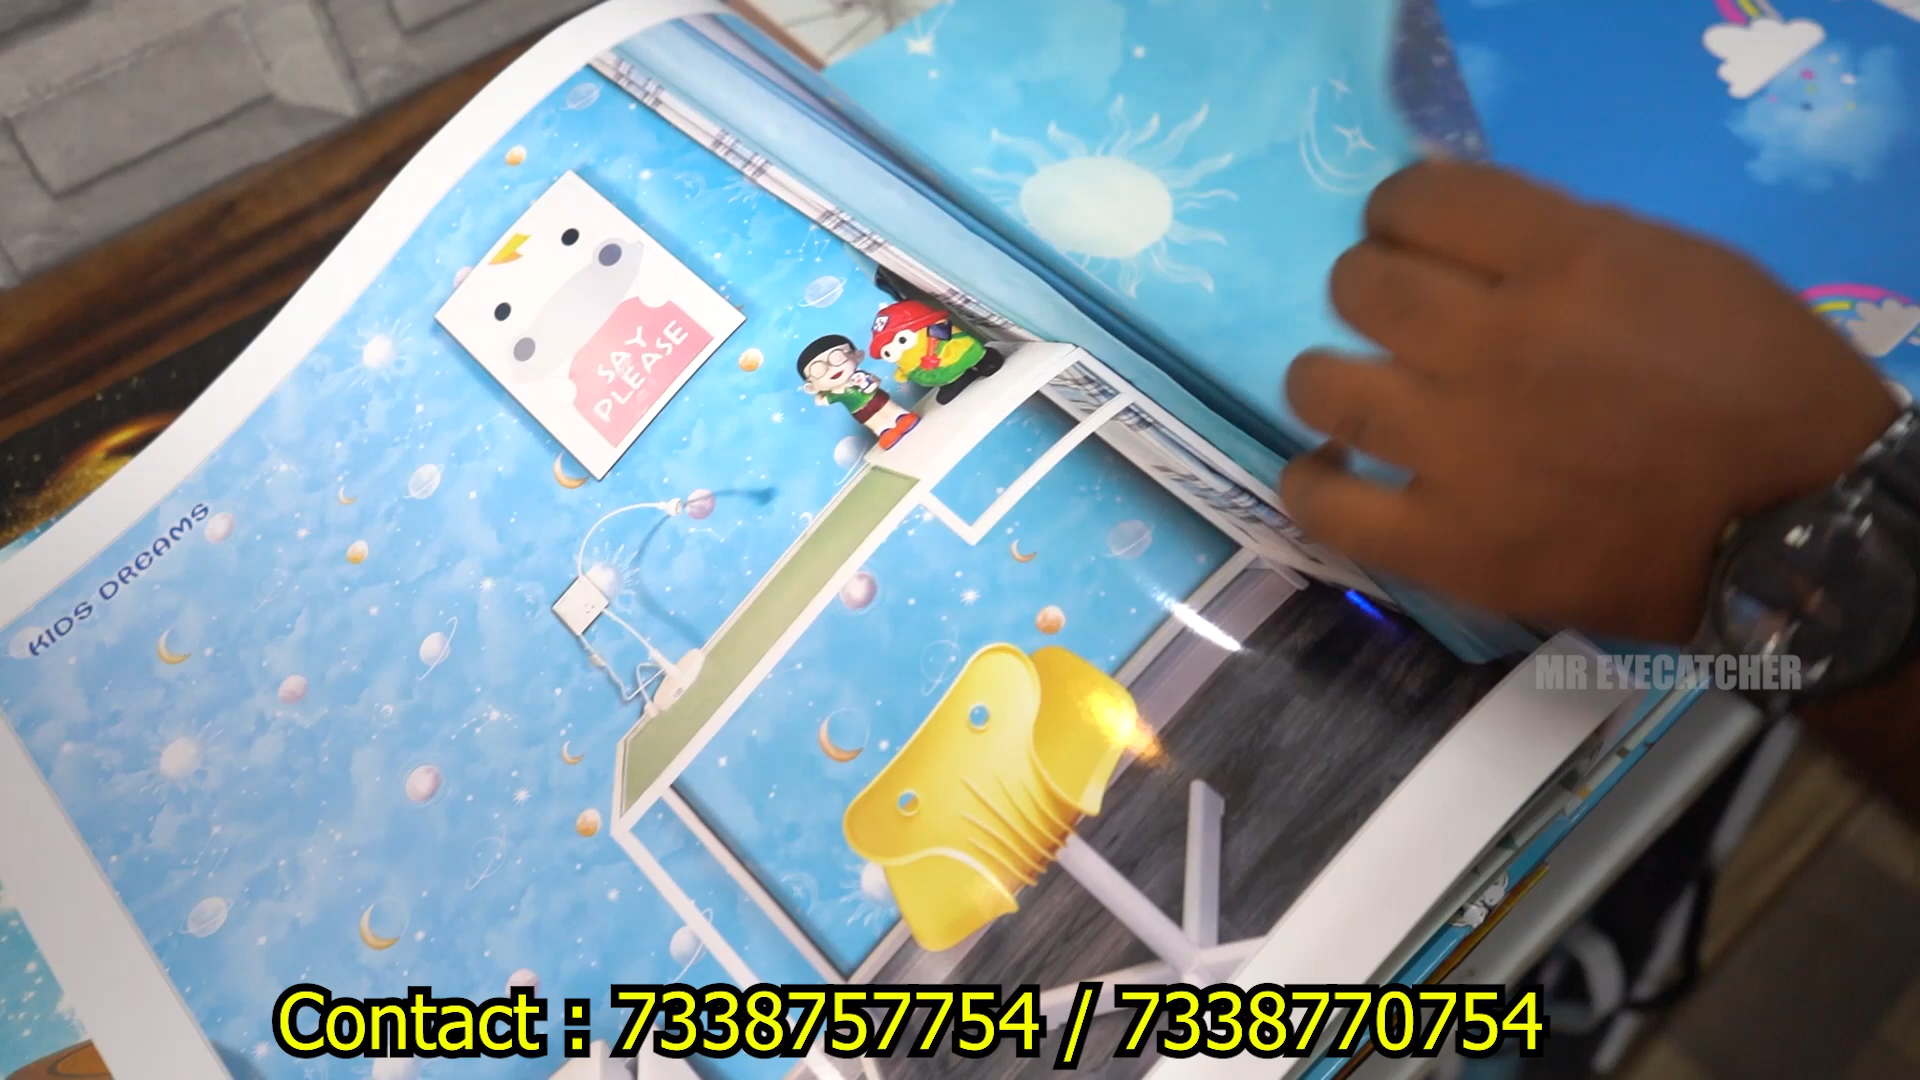 SAY
PLEASE
KIDS DREAMS
MR EYECATCHER
Contact : 7338757754 / 7338770754